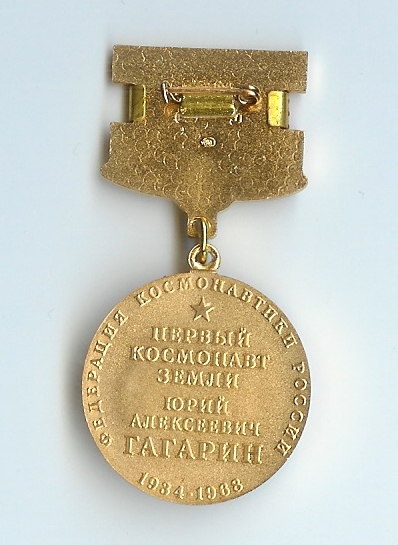 ФЕДЕРАЦИЯ КОСМОНАВТИКИ РОССИИ
ПЕРВЫЙ
КОСМОНАВТ
ЗЕМЛИ
ЮРИЙ
АЛЕКСЕЕВИЧ
ГАГАРИН
1934·1968